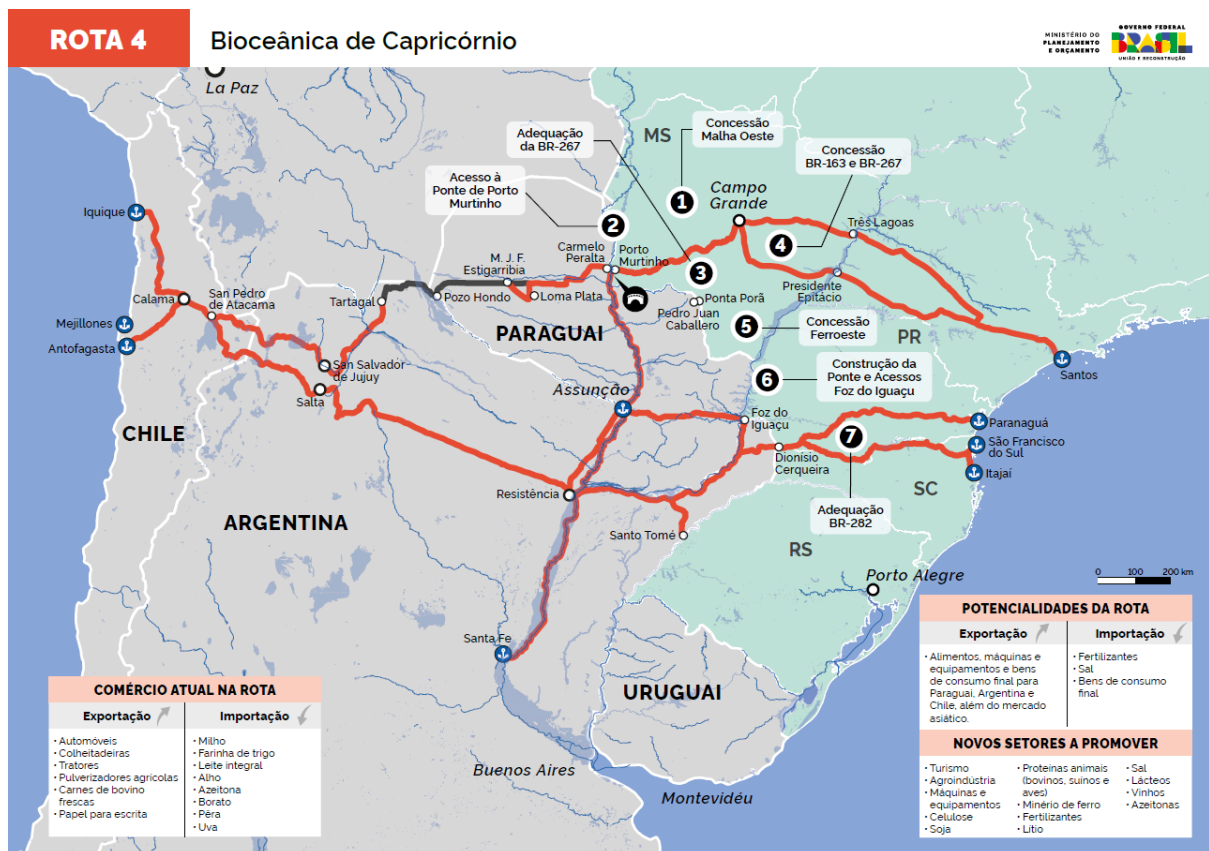 ROTA 4
Bioceânica de Capricórnio
MINISTÉRIO DO
PLANEJAMENTO
E ORÇAMENTO
GOVERNO FEDERAL
BRASIL
UNIÃO E RECONSTRUÇÃO
La Paz
MS
Concessão
Malha Oeste
Adequação
da BR-267
Concessão
BR-163 e BR-267
Acesso à
Ponte de Porto
Murtinho
Campo
Grande
1
2
3
4
Iquique
Três Lagoas
Carmelo
Peralta
Porto
Murtinho
M. J. F.
Estigarribia
Calama
San Pedro
de Atacama
Tartagal
Pozo Hondo
Loma Plata
Presidente
Epitácio
Ponta Porã
Pedro Juan
Caballero
Mejillones
Antofagasta
PARAGUAI
5
Concessão
Ferroeste
PR
San Salvador
de Jujuy
Salta
6
Construção da
Ponte e Acessos
Foz do Iguaçu
Santos
Assunção
CHILE
Foz do
Iguaçu
Paranaguá
7
São Francisco
do Sul
Itajaí
Dionísio
Cerqueira
SC
Resistência
ARGENTINA
Adequação
BR-282
Santo Tomé
RS
Porto Alegre
0 100 200 km
Santa Fe
URUGUAI
Buenos Aires
Montevidéu
COMÉRCIO ATUAL NA ROTA
Exportação
• Automóveis
• Colheitadeiras
• Tratores
• Pulverizadores agrícolas
• Carnes de bovino
frescas
• Papel para escrita
Importação
• Milho
• Farinha de trigo
• Leite integral
• Alho
• Azeitona
• Borato
• Pêra
• Uva
POTENCIALIDADES DA ROTA
Exportação
• Alimentos, máquinas e
equipamentos e bens
de consumo final para
Paraguai, Argentina e
Chile, além do mercado
asiático.
Importação
• Fertilizantes
• Sal
• Bens de consumo
final
NOVOS SETORES A PROMOVER
• Turismo
• Agroindústria
• Máquinas e
equipamentos
• Celulose
• Soja
• Proteínas animais
(bovinos, suínos e
aves)
• Minério de ferro
• Fertilizantes
• Lítio
• Sal
• Lácteos
• Vinhos
• Azeitonas